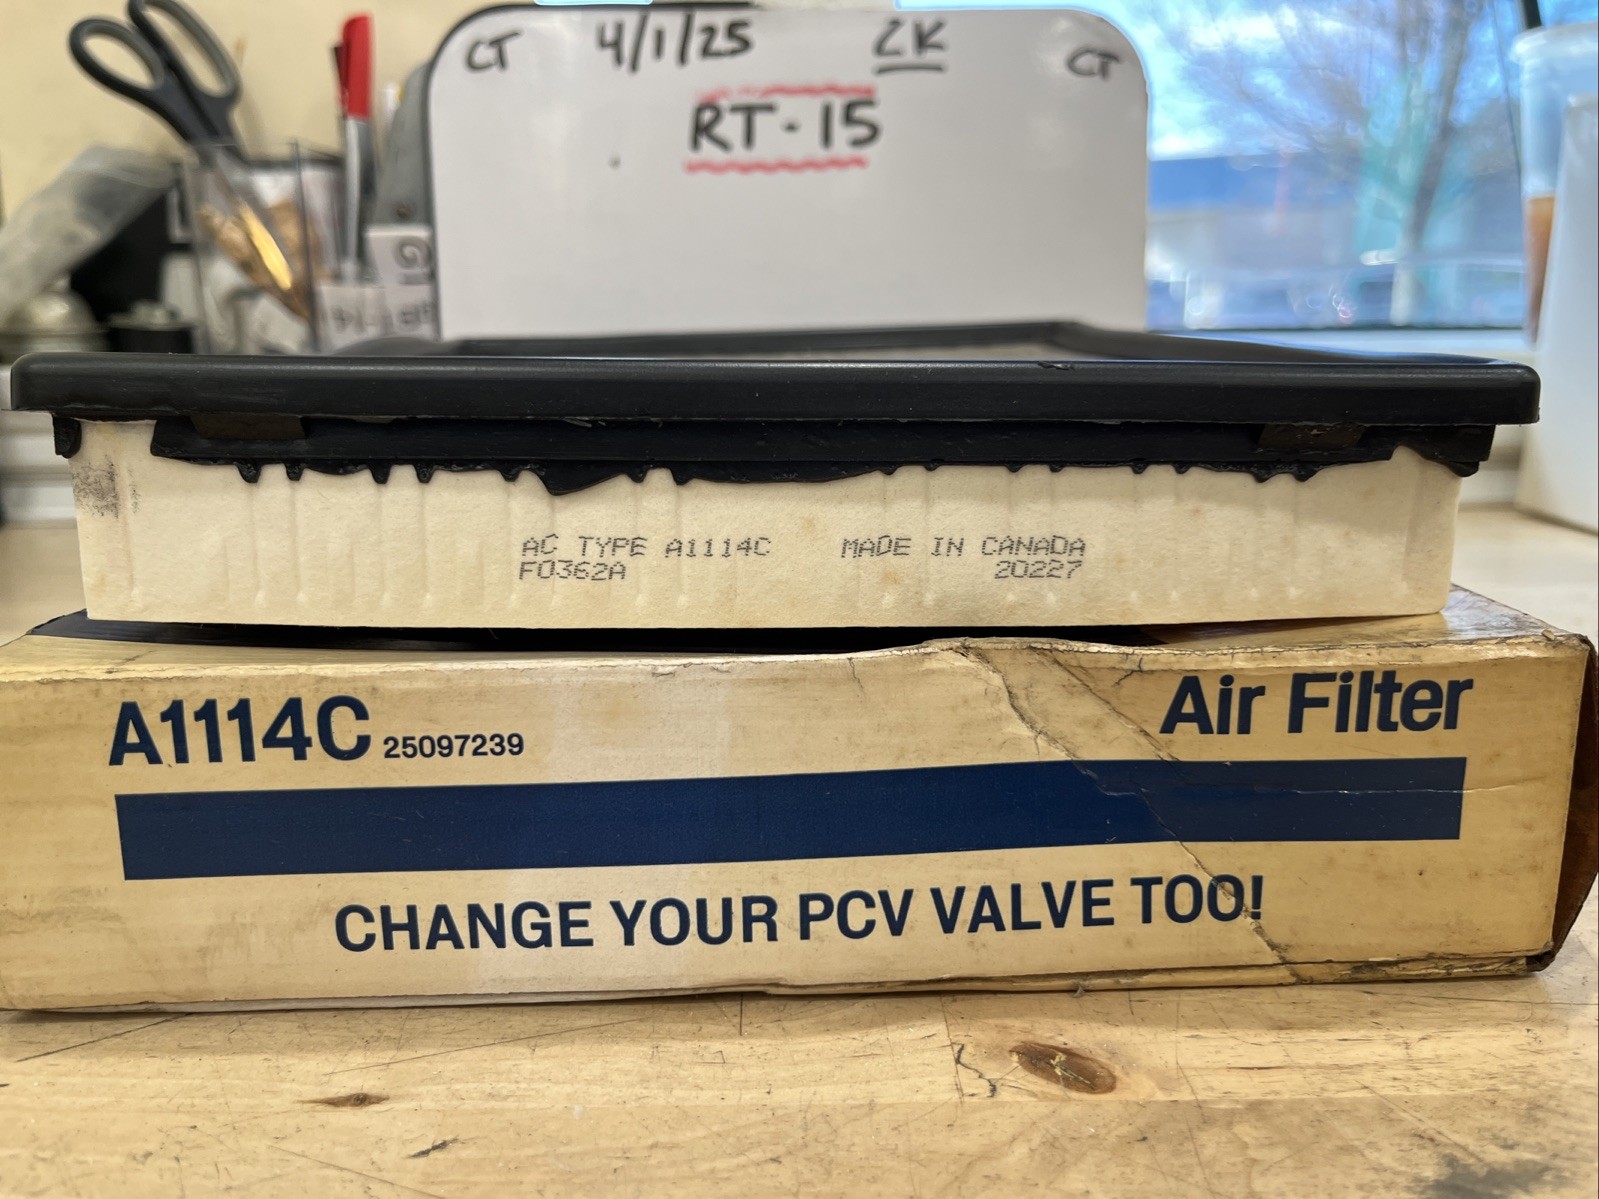 CT 4/1/25 ZK CT
RT-15
AC TYPE A1114C MADE IN CANADA
F0362A 20227
A1114C 25097239 Air Filter
CHANGE YOUR PCV VALVE TOO!